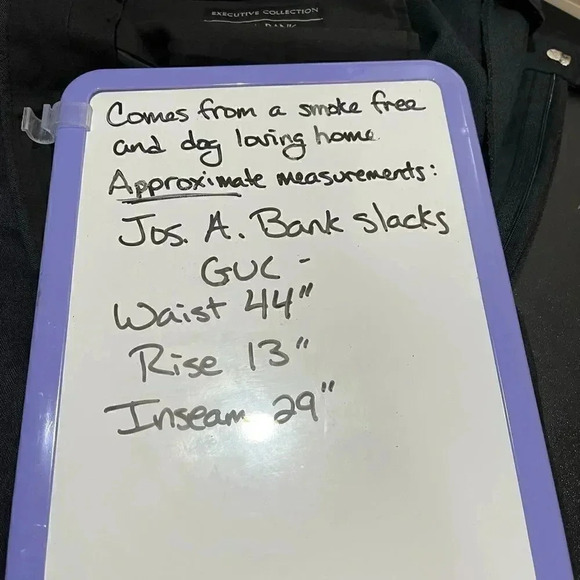 EXECUTIVE COLLECTION
Comes from a smoke free
and dog loving home.
Approximate measurements:
Jos. A. Bank slacks
GUC -
Waist 44"
Rise 13"
Inseam 29"